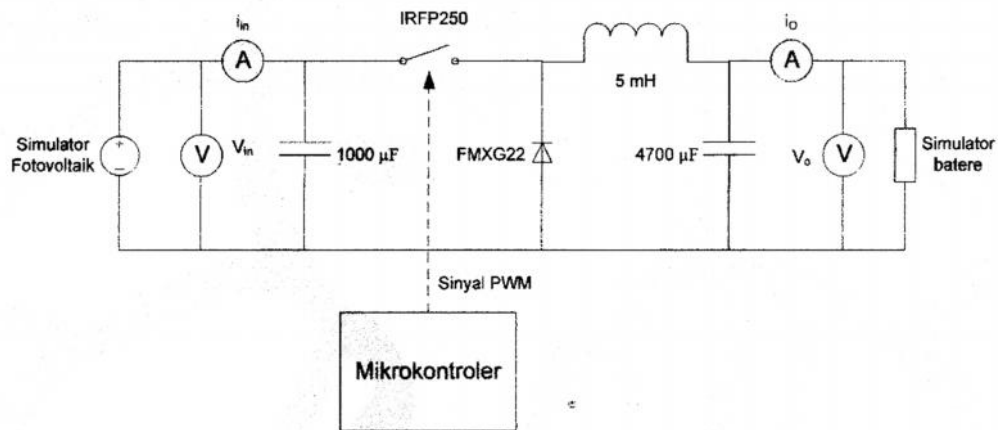 IRFP250
i_in
i_o
A
A
5 mH
Simulator
Fotovoltaik
V
V_in
1000 μF
FMXG22
4700 μF
V_o
V
Simulator
batere
Sinyal PWM
Mikrokontroler